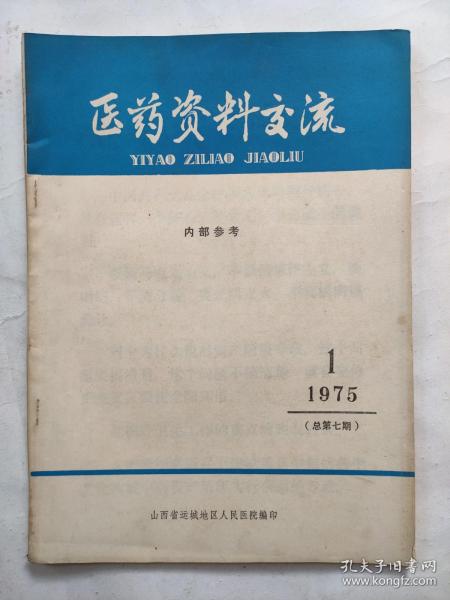 医药资料交流
YIYAO ZILIAO JIAOLIU
内部参考
1
1975
(总第七期)
山西省运城地区人民医院编印
孔夫子旧书网
www.kongfz.com